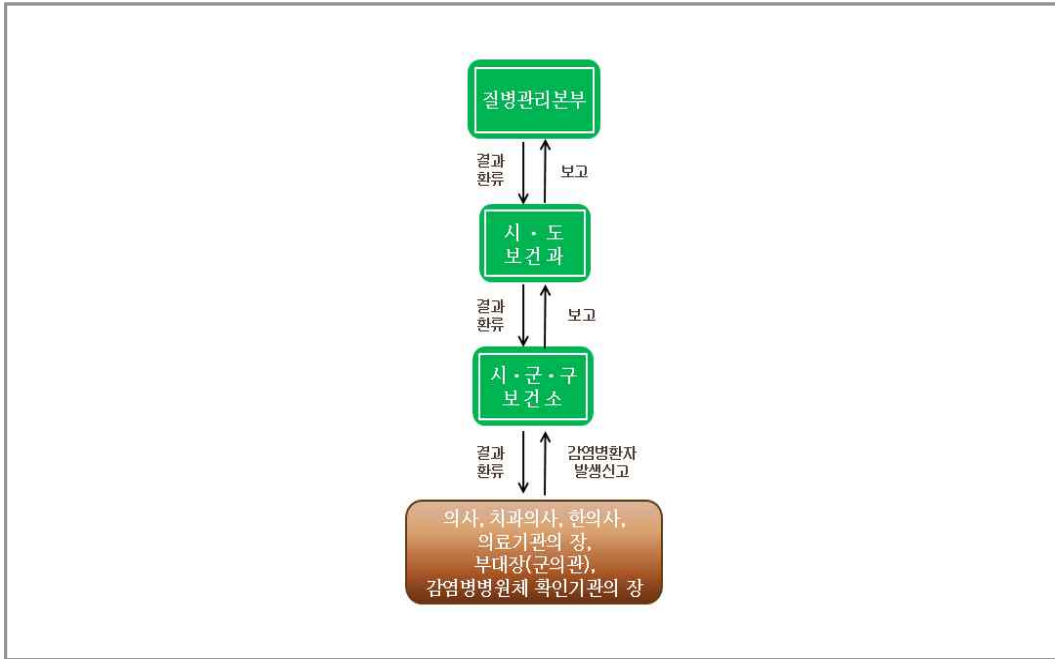 질병관리본부
결과
환류
보고
시·도
보건과
결과
환류
보고
시·군·구
보건소
결과
환류
감염병환자
발생신고
의사, 치과의사, 한의사,
의료기관의 장,
부대장(군의관),
감염병병원체 확인기관의 장